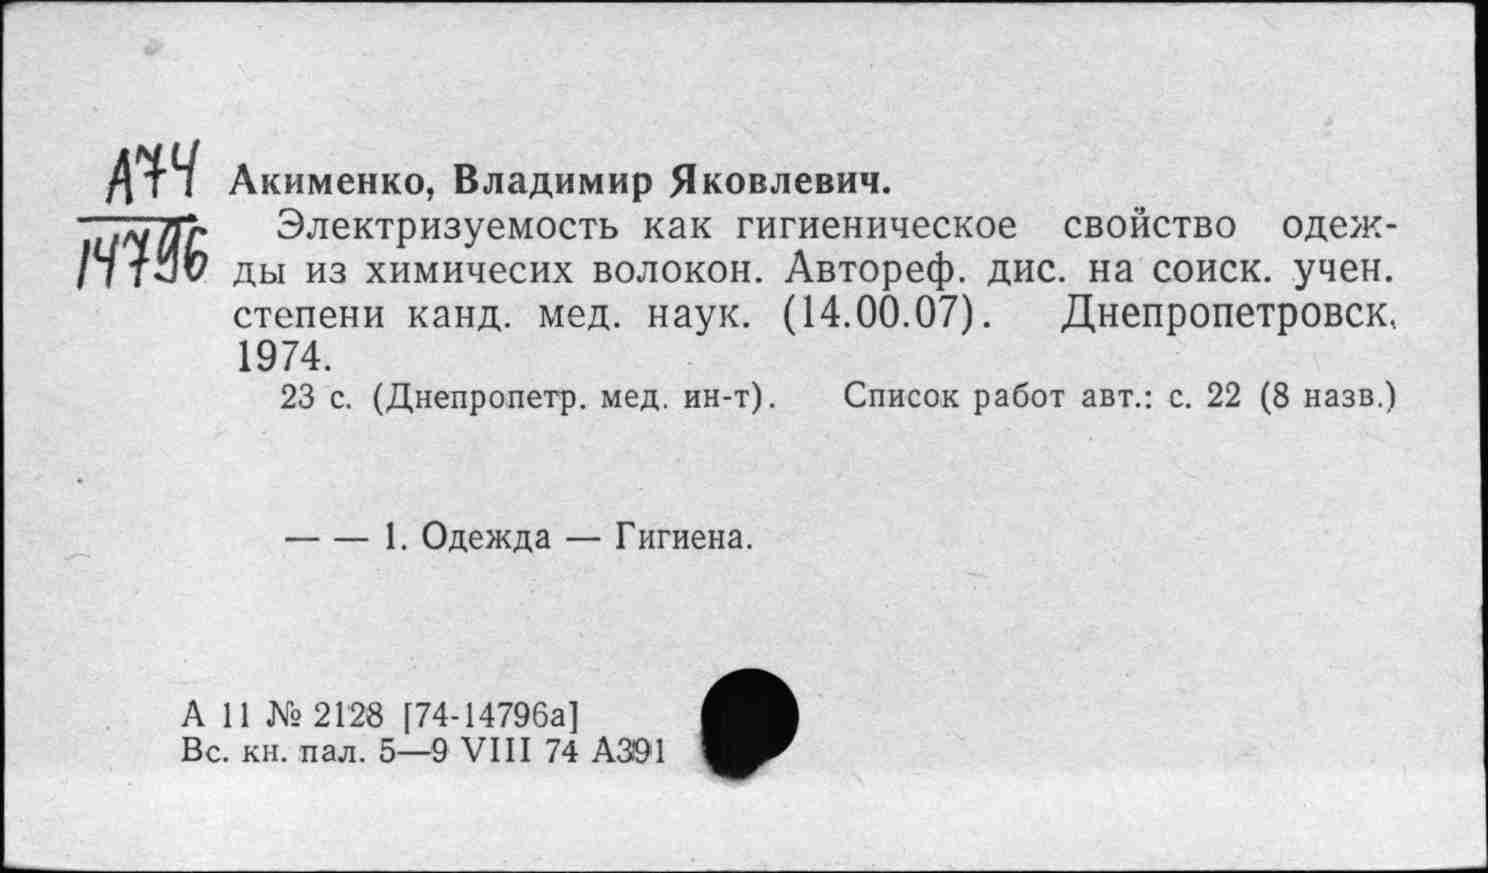 А74
14796
Акименко, Владимир Яковлевич.
Электризуемость как гигиеническое свойство одеж-
ды из химичесих волокон. Автореф. дис. на соиск. учен.
степени канд. мед. наук. (14.00.07). Днепропетровск,
1974.
23 с. (Днепропетр. мед. ин-т). Список работ авт.: с. 22 (8 назв.)
— — 1. Одежда — Гигиена.
А 11 № 2128 [74-14796а]
Вс. кн. пал. 5—9 VIII 74 А391